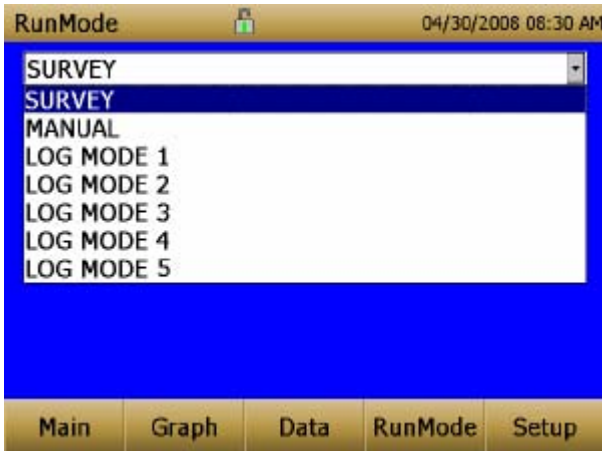 RunMode 04/30/2008 08:30 AM
SURVEY
SURVEY
MANUAL
LOG MODE 1
LOG MODE 2
LOG MODE 3
LOG MODE 4
LOG MODE 5
Main Graph Data RunMode Setup